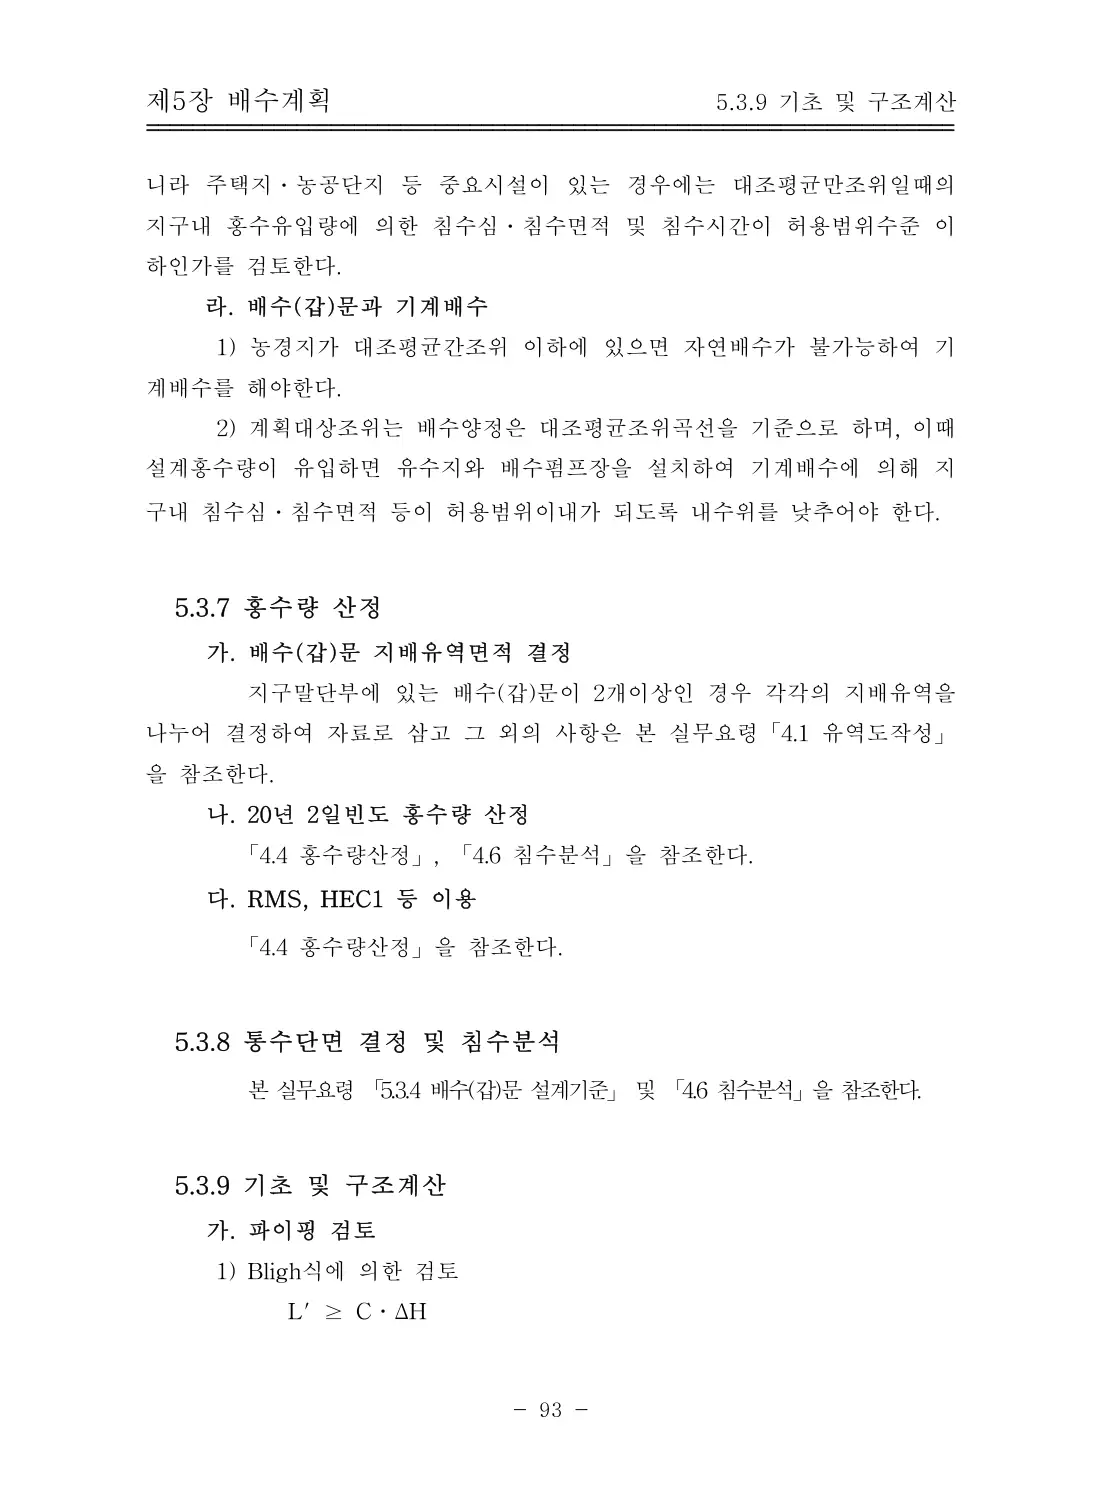 제5장 배수계획
5.3.9 기초 및 구조계산
니라 주택지·농공단지 등 중요시설이 있는 경우에는 대조평균만조위일때의
지구내 홍수유입량에 의한 침수심·침수면적 및 침수시간이 허용범위수준 이
하인가를 검토한다.
라. 배수(갑)문과 기계배수
1) 농경지가 대조평균간조위 이하에 있으면 자연배수가 불가능하여 기
계배수를 해야한다.
2) 계획대상조위는 배수양정은 대조평균조위곡선을 기준으로 하며, 이때
설계홍수량이 유입하면 유수지와 배수펌프장을 설치하여 기계배수에 의해 지
구내 침수심·침수면적 등이 허용범위이내가 되도록 내수위를 낮추어야 한다.
5.3.7 홍수량 산정
가. 배수(갑)문 지배유역면적 결정
지구말단부에 있는 배수(갑)문이 2개이상인 경우 각각의 지배유역을
나누어 결정하여 자료로 삼고 그 외의 사항은 본 실무요령「4.1 유역도작성」
을 참조한다.
나. 20년 2일빈도 홍수량 산정
「4.4 홍수량산정」, 「4.6 침수분석」을 참조한다.
다. RMS, HEC1 등 이용
「4.4 홍수량산정」을 참조한다.
5.3.8 통수단면 결정 및 침수분석
본 실무요령 「5.3.4 배수(갑)문 설계기준」 및 「4.6 침수분석」을 참조한다.
5.3.9 기초 및 구조계산
가. 파이핑 검토
1) Bligh식에 의한 검토
L′ ≥ C·ΔH
- 93 -